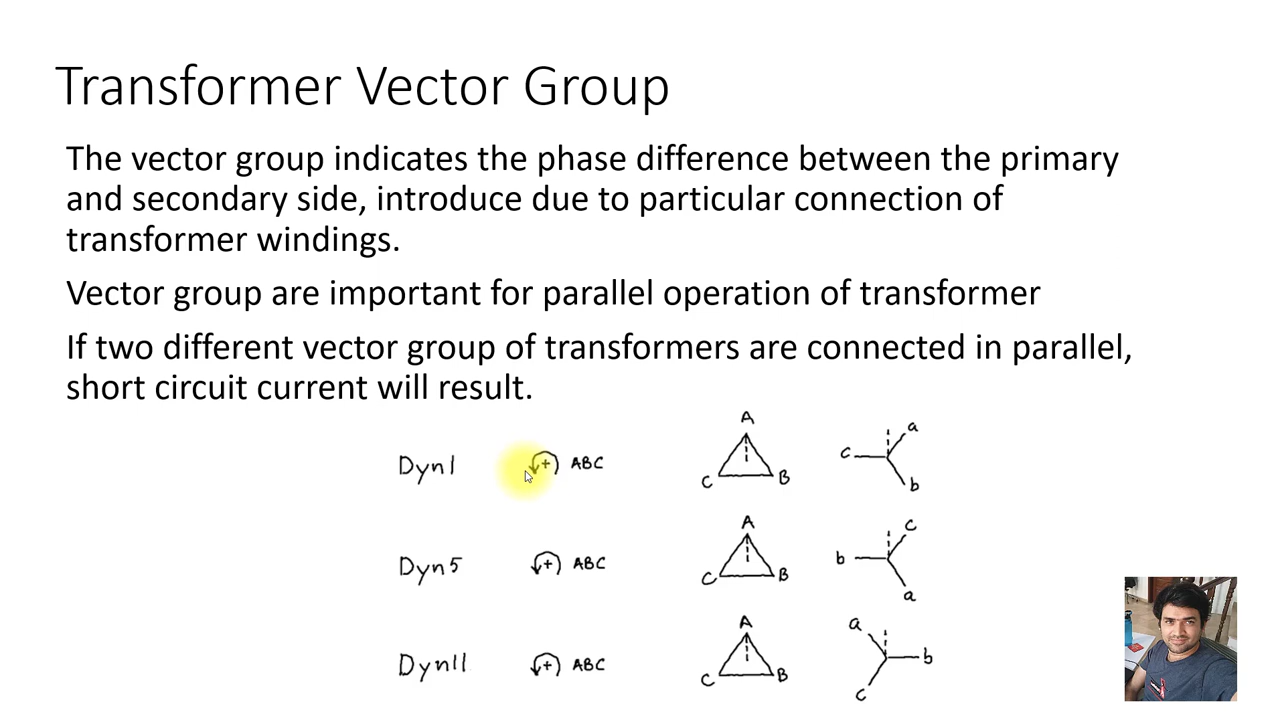 Transformer Vector Group
The vector group indicates the phase difference between the primary
and secondary side, introduce due to particular connection of
transformer windings.
Vector group are important for parallel operation of transformer
If two different vector group of transformers are connected in parallel,
short circuit current will result.
Dyn1 + ABC A C B c a b
Dyn5 + ABC A C B b c a
Dyn11 + ABC A C B a b c